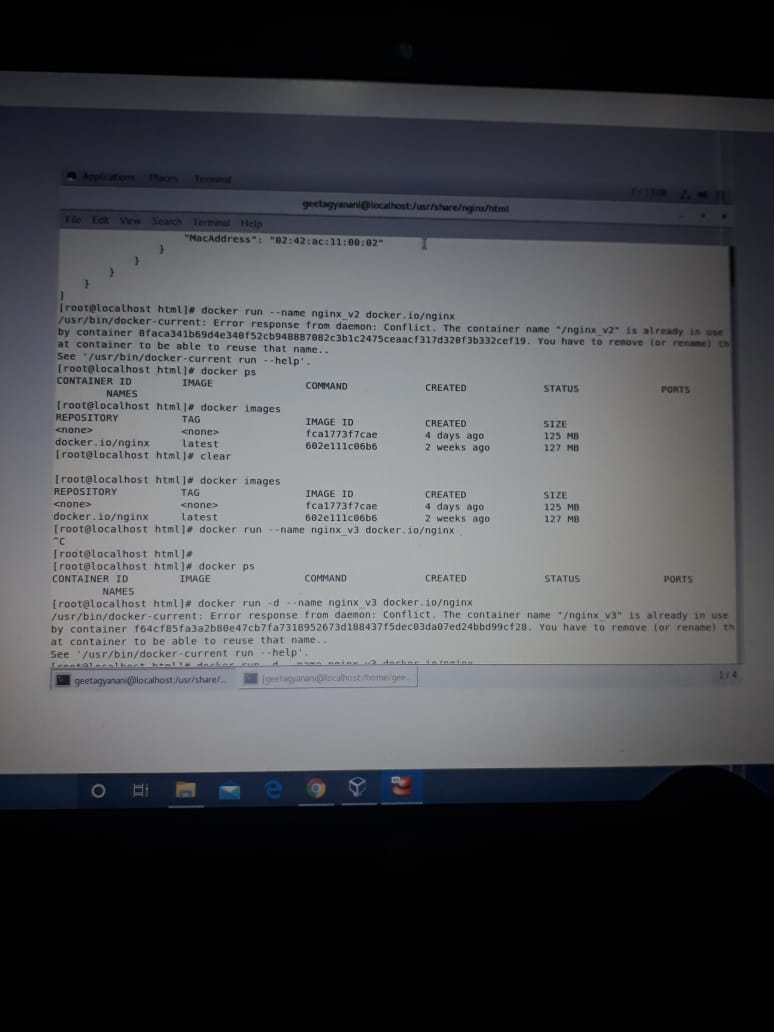 Applications Places Terminal
geetagyanani@localhost:/usr/share/nginx/html
File Edit View Search Terminal Help
"MacAddress": "02:42:ac:11:00:02"
}
}
}
}
]
[root@localhost html]# docker run --name nginx_v2 docker.io/nginx
/usr/bin/docker-current: Error response from daemon: Conflict. The container name "/nginx_v2" is already in use
by container 8faca341b69d4e340f52cb948887082c3b1c2475ceaacf317d320f3b332cef19. You have to remove (or rename) th
at container to be able to reuse that name..
See '/usr/bin/docker-current run --help'.
[root@localhost html]# docker ps
CONTAINER ID IMAGE COMMAND CREATED STATUS PORTS
NAMES
[root@localhost html]# docker images
REPOSITORY TAG IMAGE ID CREATED SIZE
<none> <none> fca1773f7cae 4 days ago 125 MB
docker.io/nginx latest 602e111c06b6 2 weeks ago 127 MB
[root@localhost html]# clear
[root@localhost html]# docker images
REPOSITORY TAG IMAGE ID CREATED SIZE
<none> <none> fca1773f7cae 4 days ago 125 MB
docker.io/nginx latest 602e111c06b6 2 weeks ago 127 MB
[root@localhost html]# docker run --name nginx_v3 docker.io/nginx
^C
[root@localhost html]#
[root@localhost html]# docker ps
CONTAINER ID IMAGE COMMAND CREATED STATUS PORTS
NAMES
[root@localhost html]# docker run -d --name nginx_v3 docker.io/nginx
/usr/bin/docker-current: Error response from daemon: Conflict. The container name "/nginx_v3" is already in use
by container f64cf85fa3a2b80e47cb7fa7318952673d188437f5dec03da07ed24bbd99cf28. You have to remove (or rename) th
at container to be able to reuse that name..
See '/usr/bin/docker-current run --help'.
geetagyanani@localhost:/usr/share/... [geetagyanani@localhost:/home/gee... 1 / 4